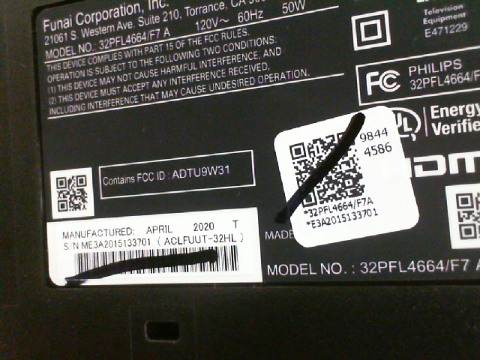 Funai Corporation, Inc.
21061 S. Western Ave. Suite 210, Torrance, CA
MODEL NO.: 32PFL4664/F7 A 120V~ 60Hz 50W
THIS DEVICE COMPLIES WITH PART 15 OF THE FCC RULES.
OPERATION IS SUBJECT TO THE FOLLOWING TWO CONDITIONS:
(1) THIS DEVICE MAY NOT CAUSE HARMFUL INTERFERENCE, AND
(2) THIS DEVICE MUST ACCEPT ANY INTERFERENCE RECEIVED,
INCLUDING INTERFERENCE THAT MAY CAUSE UNDESIRED OPERATION.
Television
Equipment
E471229
FC PHILIPS
32PFL4664/F
UL Energy
Verifie
HDM
Contains FCC ID : ADTU9W31
9844
4586
*32PFL4664/F7A
*E3A2015133701
MANUFACTURED: APRIL 2020 T
S/N ME3A2015133701 (ACLFUUT-32HL)
MADE
MODEL NO. : 32PFL4664/F7 A